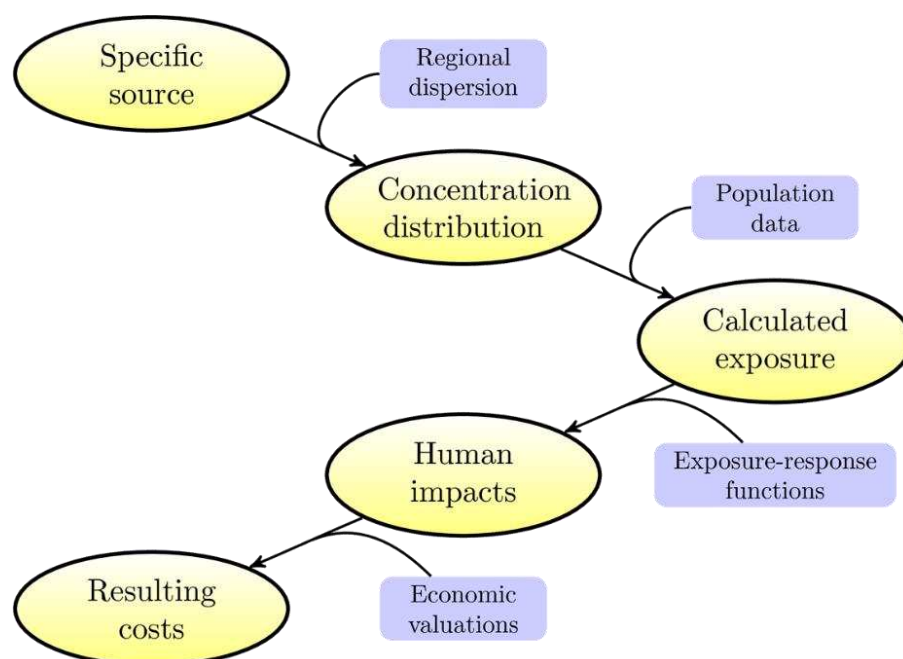 Specific
source
Regional
dispersion
Concentration
distribution
Population
data
Calculated
exposure
Human
impacts
Exposure-response
functions
Resulting
costs
Economic
valuations